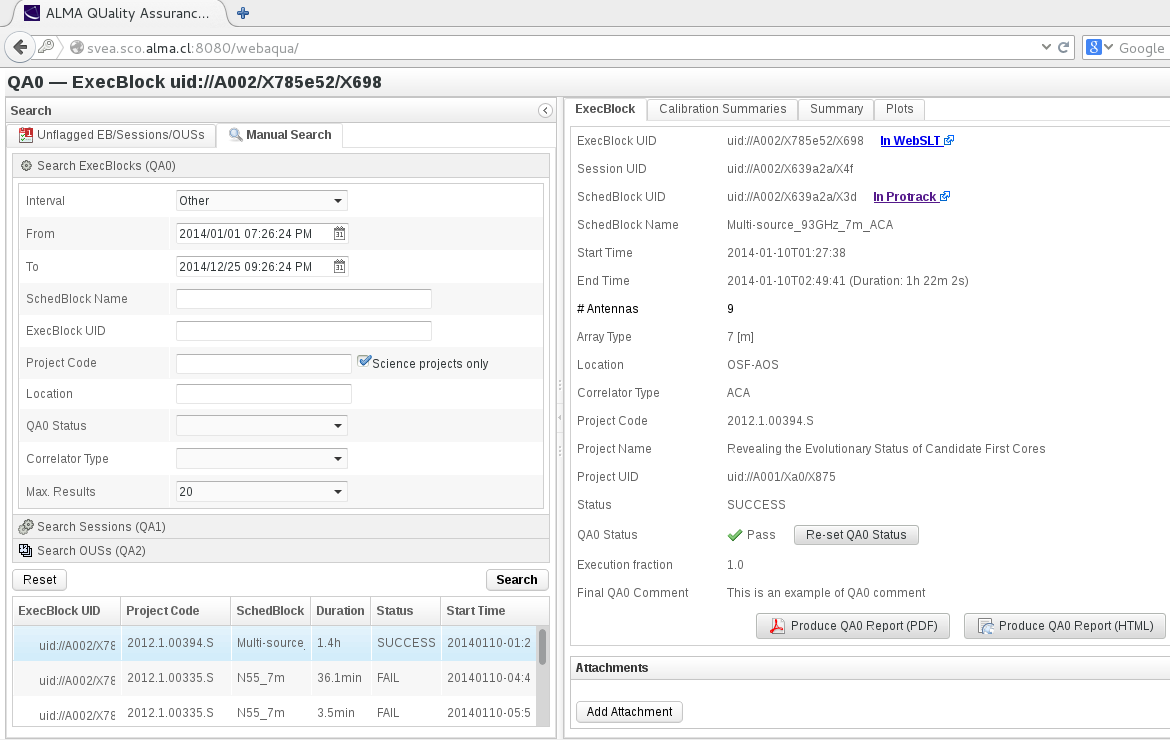 ALMA QUality Assuranc...
svea.sco.alma.cl:8080/webaqua/
Google
QA0 — ExecBlock uid://A002/X785e52/X698
Search
Unflagged EB/Sessions/OUSs
Manual Search
Search ExecBlocks (QA0)
Interval Other
From 2014/01/01 07:26:24 PM
To 2014/12/25 09:26:24 PM
SchedBlock Name
ExecBlock UID
Project Code Science projects only
Location
QA0 Status
Correlator Type
Max. Results 20
Search Sessions (QA1)
Search OUSs (QA2)
Reset Search
ExecBlock UID Project Code SchedBlock Duration Status Start Time
uid://A002/X78 2012.1.00394.S Multi-source_ 1.4h SUCCESS 20140110-01:2
uid://A002/X78 2012.1.00335.S N55_7m 36.1min FAIL 20140110-04:4
uid://A002/X78 2012.1.00335.S N55_7m 3.5min FAIL 20140110-05:5
ExecBlock Calibration Summaries Summary Plots
ExecBlock UID uid://A002/X785e52/X698 In WebSLT
Session UID uid://A002/X639a2a/X4f
SchedBlock UID uid://A002/X639a2a/X3d In Protrack
SchedBlock Name Multi-source_93GHz_7m_ACA
Start Time 2014-01-10T01:27:38
End Time 2014-01-10T02:49:41 (Duration: 1h 22m 2s)
# Antennas 9
Array Type 7 [m]
Location OSF-AOS
Correlator Type ACA
Project Code 2012.1.00394.S
Project Name Revealing the Evolutionary Status of Candidate First Cores
Project UID uid://A001/Xa0/X875
Status SUCCESS
QA0 Status Pass Re-set QA0 Status
Execution fraction 1.0
Final QA0 Comment This is an example of QA0 comment
Produce QA0 Report (PDF) Produce QA0 Report (HTML)
Attachments
Add Attachment